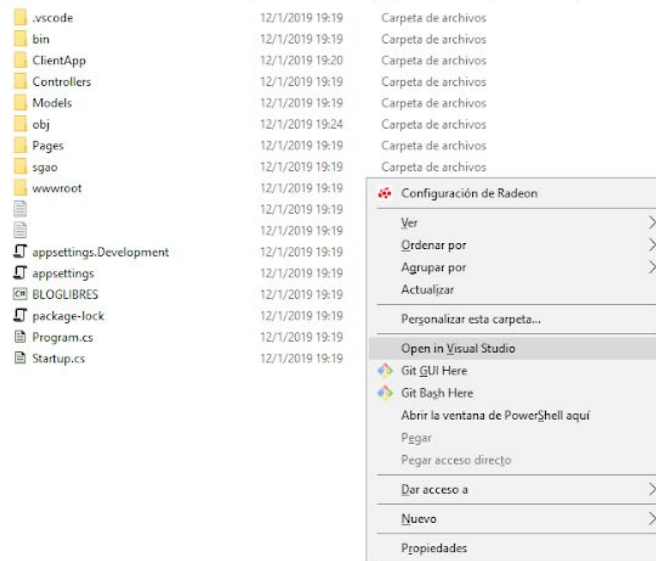 .vscode 12/1/2019 19:19 Carpeta de archivos
bin 12/1/2019 19:19 Carpeta de archivos
ClientApp 12/1/2019 19:20 Carpeta de archivos
Controllers 12/1/2019 19:19 Carpeta de archivos
Models 12/1/2019 19:19 Carpeta de archivos
obj 12/1/2019 19:24 Carpeta de archivos
Pages 12/1/2019 19:19 Carpeta de archivos
sgao 12/1/2019 19:19 Carpeta de archivos
wwwroot 12/1/2019 19:19
12/1/2019 19:19
12/1/2019 19:19
appsettings.Development 12/1/2019 19:19
appsettings 12/1/2019 19:19
BLOGLIBRES 12/1/2019 19:19
package-lock 12/1/2019 19:19
Program.cs 12/1/2019 19:19
Startup.cs 12/1/2019 19:19
Configuración de Radeon
Ver
Ordenar por
Agrupar por
Actualizar
Personalizar esta carpeta...
Open in Visual Studio
Git GUI Here
Git Bash Here
Abrir la ventana de PowerShell aquí
Pegar
Pegar acceso directo
Dar acceso a
Nuevo
Propiedades